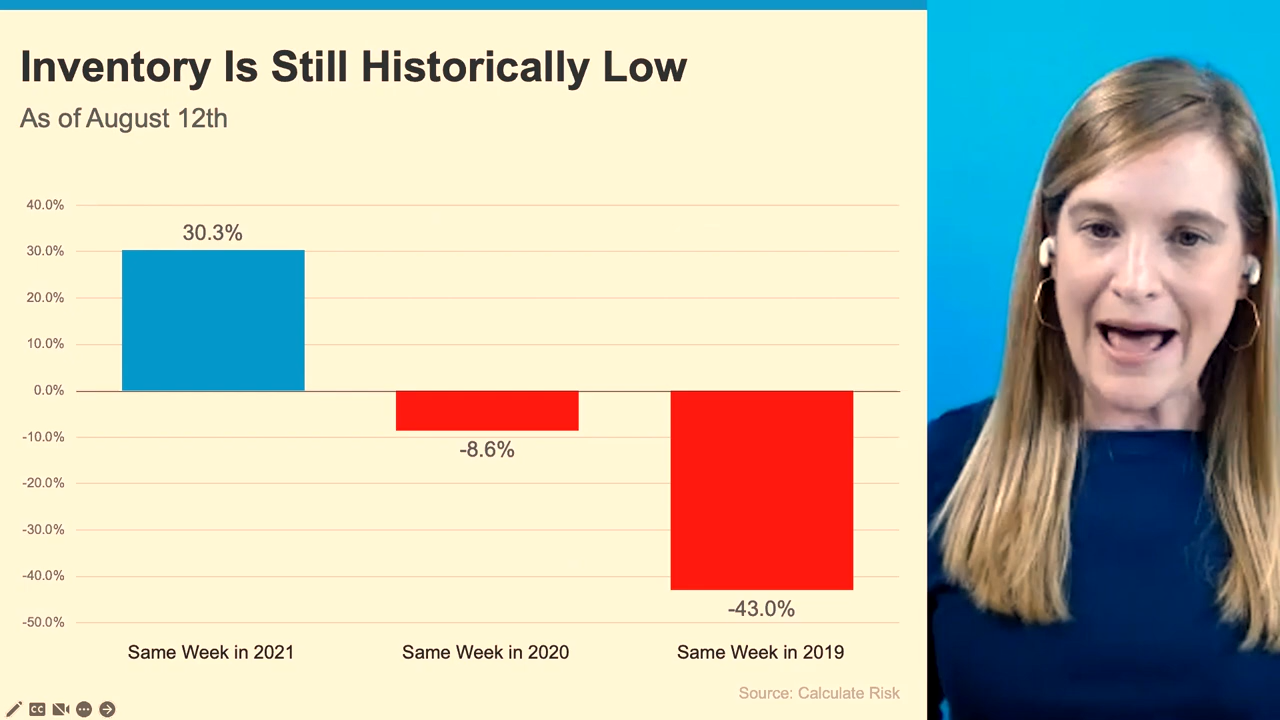 Inventory Is Still Historically Low
As of August 12th
40.0%
30.3%
30.0%
20.0%
10.0%
0.0%
-10.0%
-8.6%
-20.0%
-30.0%
-40.0%
-43.0%
-50.0%
Same Week in 2021 Same Week in 2020 Same Week in 2019
Source: Calculate Risk
CC